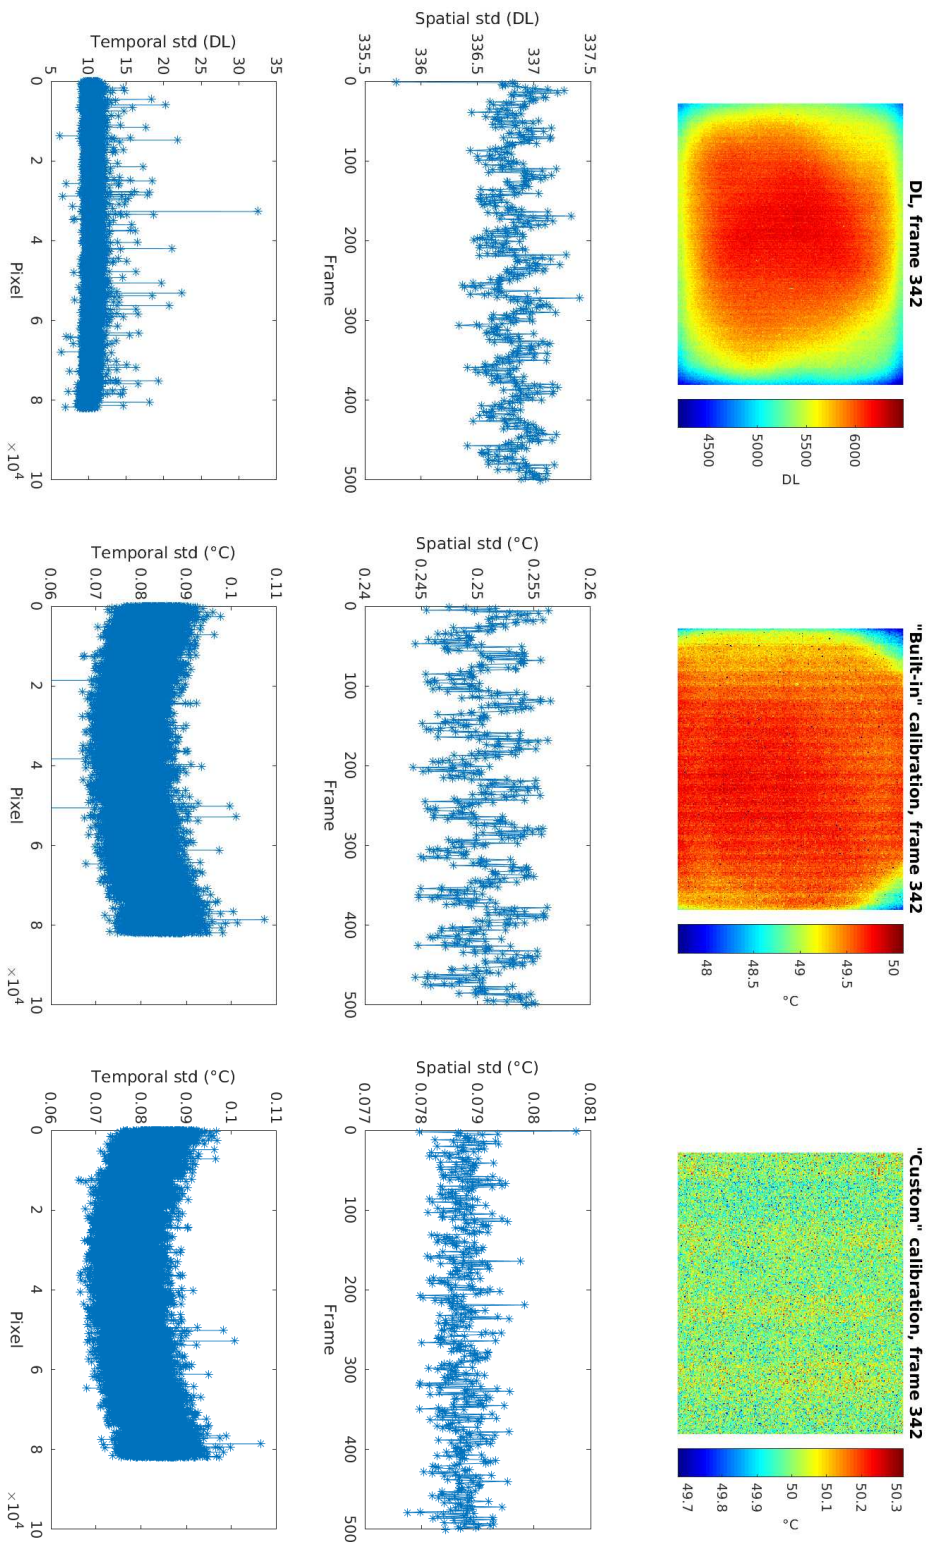 DL, frame 342
6000
5500
5000
4500
DL
"Built-in" calibration, frame 342
50
49.5
49
48.5
48
°C
"Custom" calibration, frame 342
50.3
50.2
50.1
50
49.9
49.8
49.7
°C
Spatial std (DL)
337.5
337
336.5
336
335.5
0 100 200 300 400 500
Frame
Spatial std (°C)
0.26
0.255
0.25
0.245
0.24
0 100 200 300 400 500
Frame
Spatial std (°C)
0.081
0.08
0.079
0.078
0.077
0 100 200 300 400 500
Frame
Temporal std (DL)
35
30
25
20
15
10
5
0 2 4 6 8 10
Pixel
×10⁴
Temporal std (°C)
0.11
0.1
0.09
0.08
0.07
0.06
0 2 4 6 8 10
Pixel
×10⁴
Temporal std (°C)
0.11
0.1
0.09
0.08
0.07
0.06
0 2 4 6 8 10
Pixel
×10⁴